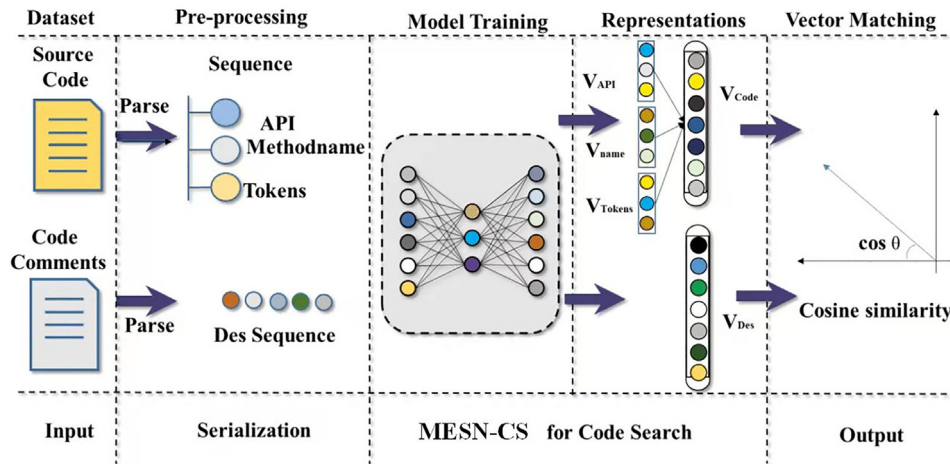 Dataset
Pre-processing
Model Training
Representations
Vector Matching
Source
Code
Parse
Sequence
API
Methodname
Tokens
V_API
V_name
V_Tokens
V_Code
cos θ
Cosine similarity
Code
Comments
Parse
Des Sequence
V_Des
Input
Serialization
MESN-CS for Code Search
Output